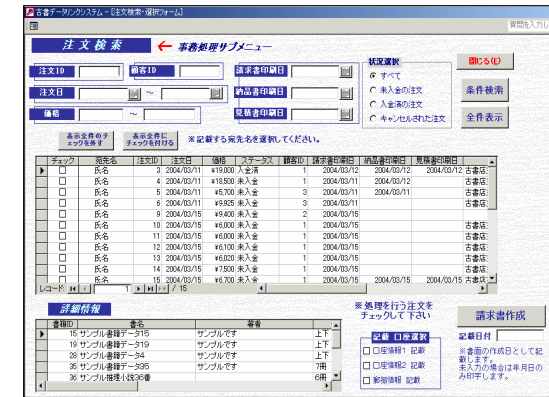 古書データリンクシステム - [注文検索・選択フォーム]
質問を入力し
注文検索 ← 事務処理サブメニュー
注文ID 顧客ID 請求書印刷日
注文日 ～ 納品書印刷日
価格 ～ 見積書印刷日
状況選択
すべて
未入金の注文
入金済の注文
キャンセルされた注文
閉じる(E)
条件検索
全件表示
表示全件のチェックを外す 表示全件にチェックを付ける ※記載する宛先名を選択してください。
チェック 宛先名 注文ID 注文日 価格 ステータス 顧客ID 請求書印刷日 納品書印刷日 見積書印刷日
氏名 3 2004/03/11 ¥19,000 入金済 1 2004/03/12 2004/03/12 2004/03/12 古書店:
氏名 4 2004/03/11 ¥18,500 未入金 1 2004/03/11 2004/03/12 古書店:
氏名 5 2004/03/11 ¥5,700 未入金 3 2004/03/11 2004/03/11 古書店:
氏名 6 2004/03/11 ¥9,925 未入金 3 2004/03/11 古書店:
氏名 9 2004/03/15 ¥9,400 未入金 2 2004/03/15
氏名 10 2004/03/15 ¥6,000 未入金 1 2004/03/15 古書店:
氏名 11 2004/03/15 ¥6,000 未入金 1 2004/03/15 古書店:
氏名 12 2004/03/15 ¥6,100 未入金 1 2004/03/15 古書店:
氏名 13 2004/03/15 ¥6,020 未入金 1 2004/03/15 古書店:
氏名 14 2004/03/15 ¥7,500 未入金 1 2004/03/15 古書店:
氏名 15 2004/03/15 ¥6,700 未入金 1 2004/03/15 2004/03/15 2004/03/15 古書店:
レコード: 1 / 15
詳細情報
書籍ID 書名 著者
15 サンプル書籍データ15 サンプルです 上下
19 サンプル書籍データ19 サンプルです 上下
28 サンプル書籍データ4 サンプルです 上下
35 サンプル書籍データ35 サンプルです 7冊
36 サンプル推理小説36番 6冊
※処理を行う注文を
チェックして下さい
記載 口座選択
口座情報1 記載
口座情報2 記載
郵振情報 記載
請求書作成
記載日付
※書面の作成日として記
載します。
未入力の場合は年月日の
み印字します。